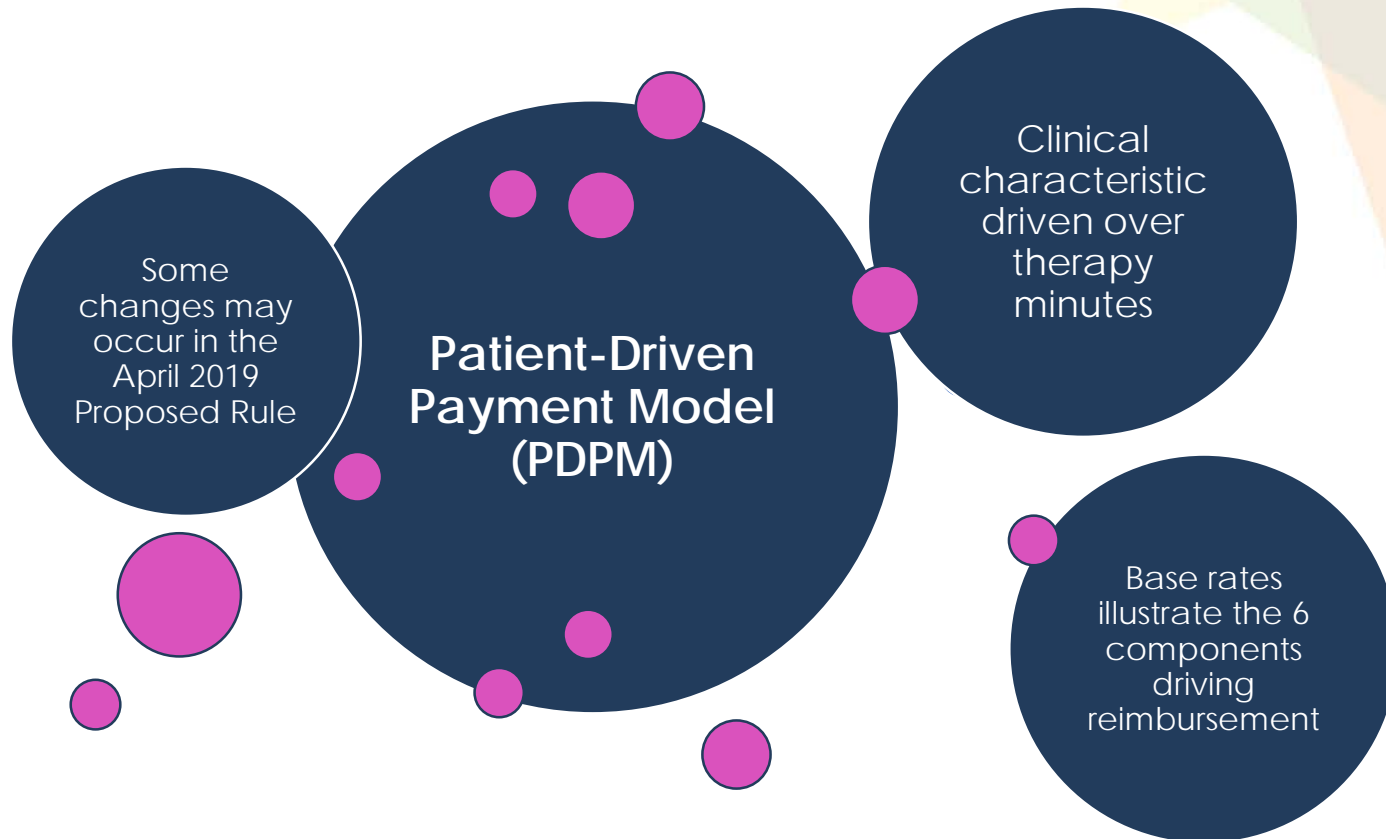 Some
changes may
occur in the
April 2019
Proposed Rule
Patient-Driven
Payment Model
(PDPM)
Clinical
characteristic
driven over
therapy
minutes
Base rates
illustrate the 6
components
driving
reimbursement